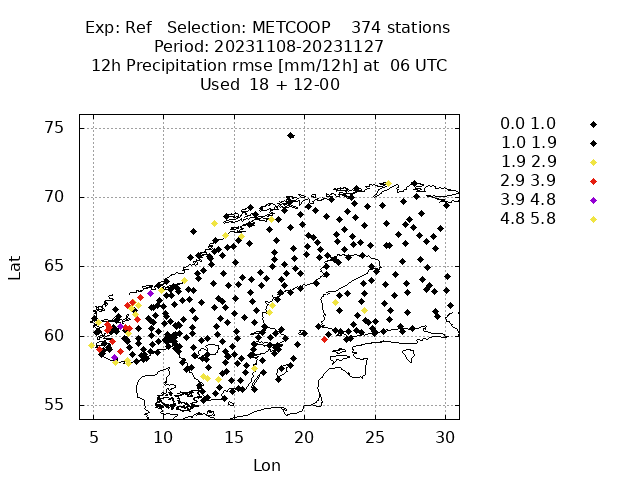 Exp: Ref   Selection: METCOOP    374 stations
Period: 20231108-20231127
12h Precipitation rmse [mm/12h] at  06 UTC
Used  18 + 12-00
75
70
65
60
55
Lat
5 10 15 20 25 30
Lon
0.0 1.0
1.0 1.9
1.9 2.9
2.9 3.9
3.9 4.8
4.8 5.8